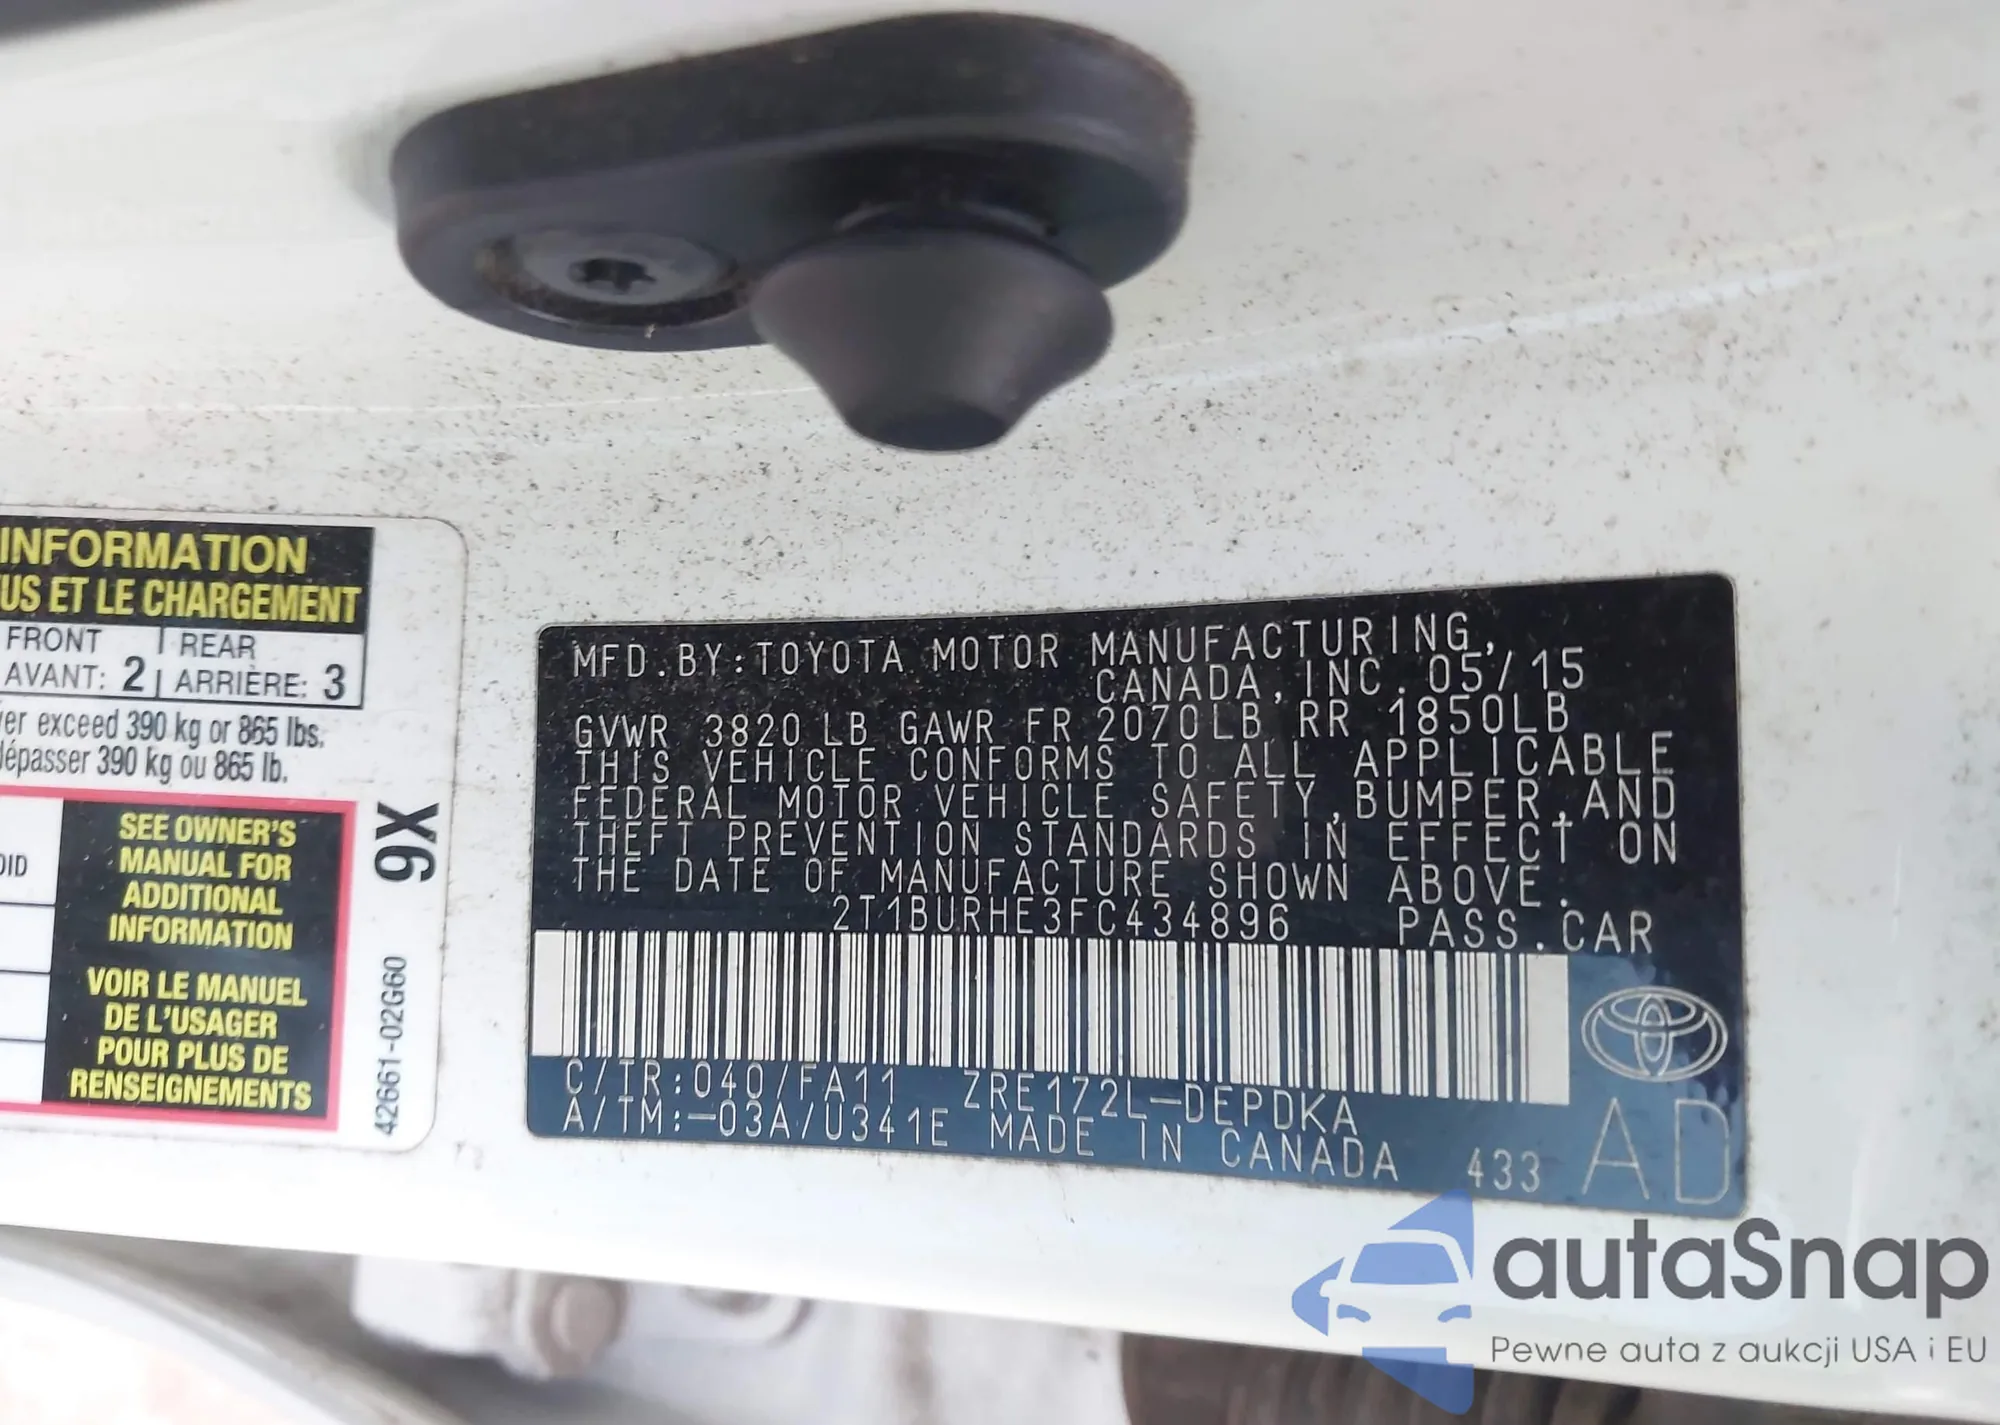 INFORMATION
US ET LE CHARGEMENT
FRONT REAR
AVANT: 2 ARRIÈRE: 3
er exceed 390 kg or 865 lbs.
dépasser 390 kg ou 865 lb.
OID
SEE OWNER'S
MANUAL FOR
ADDITIONAL
INFORMATION
VOIR LE MANUEL
DE L'USAGER
POUR PLUS DE
RENSEIGNEMENTS
9X
42661-02G60
MFD.BY:TOYOTA MOTOR MANUFACTURING,
CANADA,INC. 05/15
GVWR 3820 LB GAWR FR 2070LB RR 1850LB
THIS VEHICLE CONFORMS TO ALL APPLICABLE
FEDERAL MOTOR VEHICLE SAFETY,BUMPER,AND
THEFT PREVENTION STANDARDS IN EFFECT ON
THE DATE OF MANUFACTURE SHOWN ABOVE.
2T1BURHE3FC434896 PASS.CAR
C/TR:040/FA11 ZRE172L-DEPDKA
A/TM:-03A/U341E MADE IN CANADA 433
AD
autaSnap
Pewne auta z aukcji USA i EU